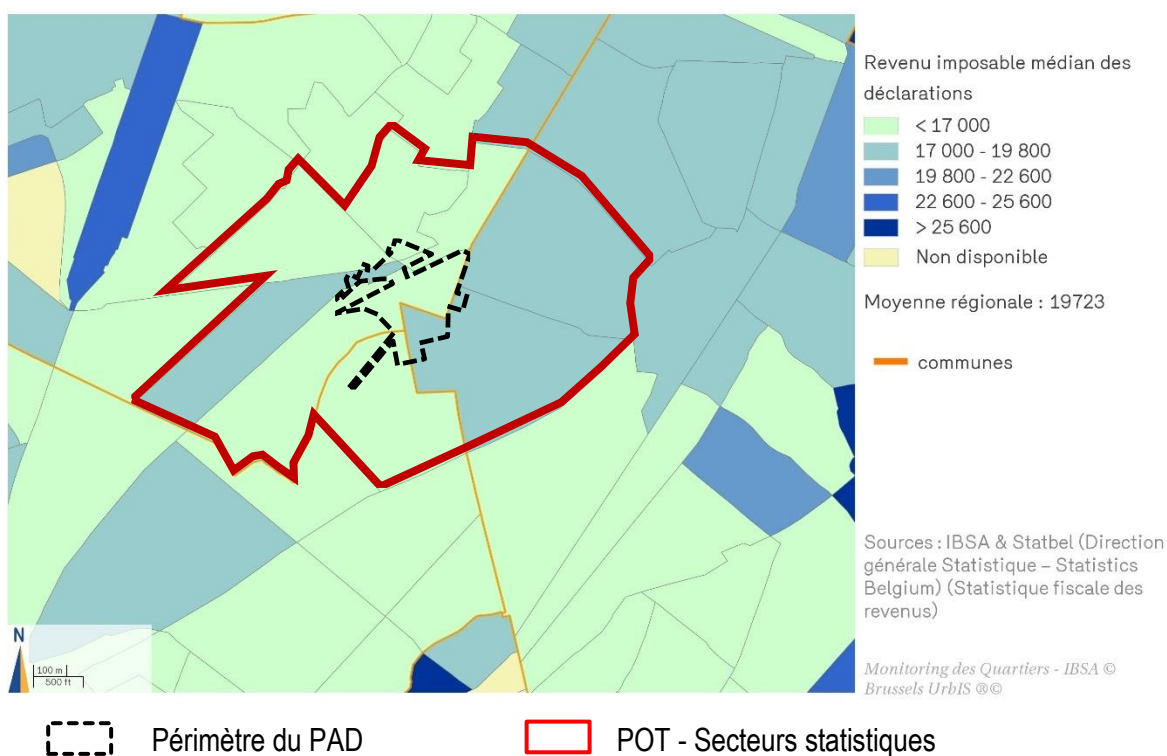 Revenu imposable médian des
déclarations
< 17 000
17 000 - 19 800
19 800 - 22 600
22 600 - 25 600
> 25 600
Non disponible
Moyenne régionale : 19723
communes
Sources : IBSA & Statbel (Direction
générale Statistique – Statistics
Belgium) (Statistique fiscale des
revenus)
Monitoring des Quartiers - IBSA ©
Brussels UrbIS ®©
N
100 m
500 ft
Périmètre du PAD
POT - Secteurs statistiques